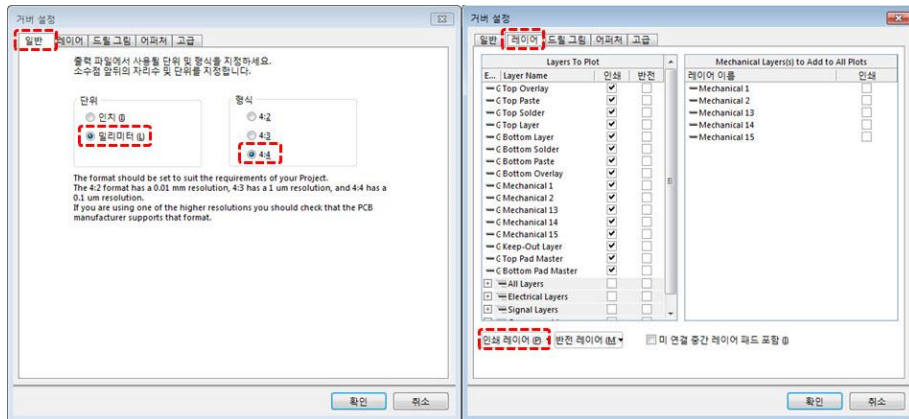 거버 설정
일반 레이어 드릴 그림 어퍼처 고급
출력 파일에서 사용될 단위 및 형식을 지정하세요.
소수점 앞뒤의 자리수 및 단위를 지정합니다.
단위
인치 (I)
밀리미터 (L)
형식
4:2
4:3
4:4
The format should be set to suit the requirements of your Project.
The 4:2 format has a 0.01 mm resolution, 4:3 has a 1 um resolution, and 4:4 has a
0.1 um resolution.
If you are using one of the higher resolutions you should check that the PCB
manufacturer supports that format.
확인 취소
거버 설정
일반 레이어 드릴 그림 어퍼처 고급
Layers To Plot
E... Layer Name 인쇄 반전
G Top Overlay
G Top Paste
G Top Solder
G Top Layer
G Bottom Layer
G Bottom Solder
G Bottom Paste
G Bottom Overlay
G Mechanical 1
G Mechanical 2
G Mechanical 13
G Mechanical 14
G Mechanical 15
G Keep-Out Layer
G Top Pad Master
G Bottom Pad Master
All Layers
Electrical Layers
Signal Layers
Mechanical Layers(s) to Add to All Plots
레이어 이름 인쇄
Mechanical 1
Mechanical 2
Mechanical 13
Mechanical 14
Mechanical 15
인쇄 레이어 (P) 반전 레이어 (M 미 연결 중간 레이어 패드 포함 (I)
확인 취소